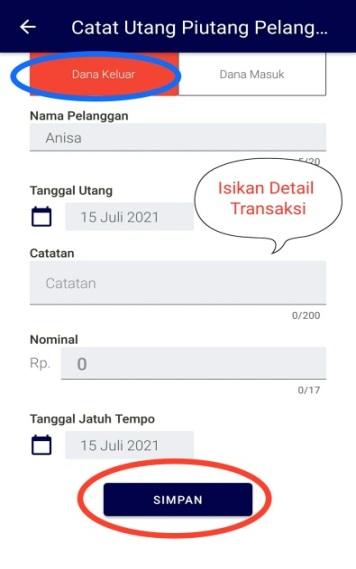 Catat Utang Piutang Pelang...
Dana Keluar
Dana Masuk
Nama Pelanggan
Anisa
5/20
Tanggal Utang
15 Juli 2021
Isikan Detail
Transaksi
Catatan
Catatan
0/200
Nominal
Rp. 0
0/17
Tanggal Jatuh Tempo
15 Juli 2021
SIMPAN